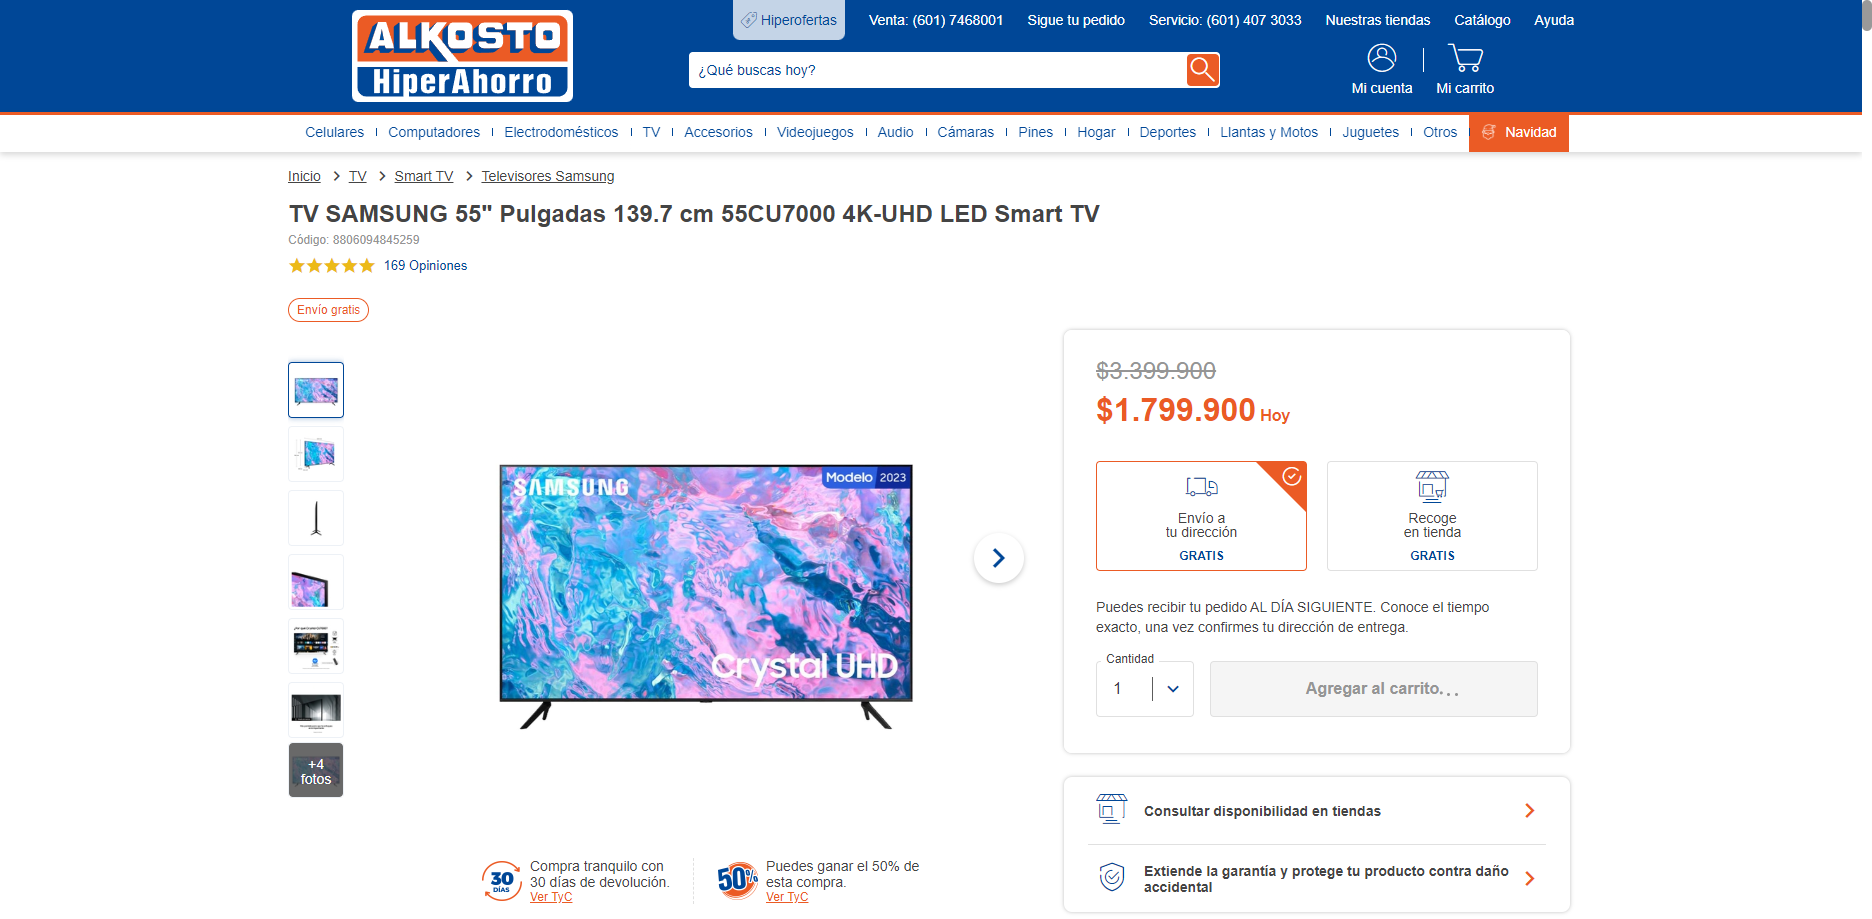 ALKOSTO
HiperAhorro
Hiperofertas
Venta: (601) 7468001
Sigue tu pedido
Servicio: (601) 407 3033
Nuestras tiendas
Catálogo
Ayuda
¿Qué buscas hoy?
Mi cuenta
Mi carrito
Celulares
Computadores
Electrodomésticos
TV
Accesorios
Videojuegos
Audio
Cámaras
Pines
Hogar
Deportes
Llantas y Motos
Juguetes
Otros
Navidad
Inicio > TV > Smart TV > Televisores Samsung
TV SAMSUNG 55" Pulgadas 139.7 cm 55CU7000 4K-UHD LED Smart TV
Código: 8806094845259
169 Opiniones
Envío gratis
+4
fotos
SAMSUNG
Modelo 2023
Crystal UHD
30
DÍAS
Compra tranquilo con
30 días de devolución.
Ver TyC
50%
Puedes ganar el 50% de
esta compra.
Ver TyC
$3.399.900
$1.799.900 Hoy
Envío a
tu dirección
GRATIS
Recoge
en tienda
GRATIS
Puedes recibir tu pedido AL DÍA SIGUIENTE. Conoce el tiempo
exacto, una vez confirmes tu dirección de entrega.
Cantidad
1
Agregar al carrito...
Consultar disponibilidad en tiendas
Extiende la garantía y protege tu producto contra daño
accidental